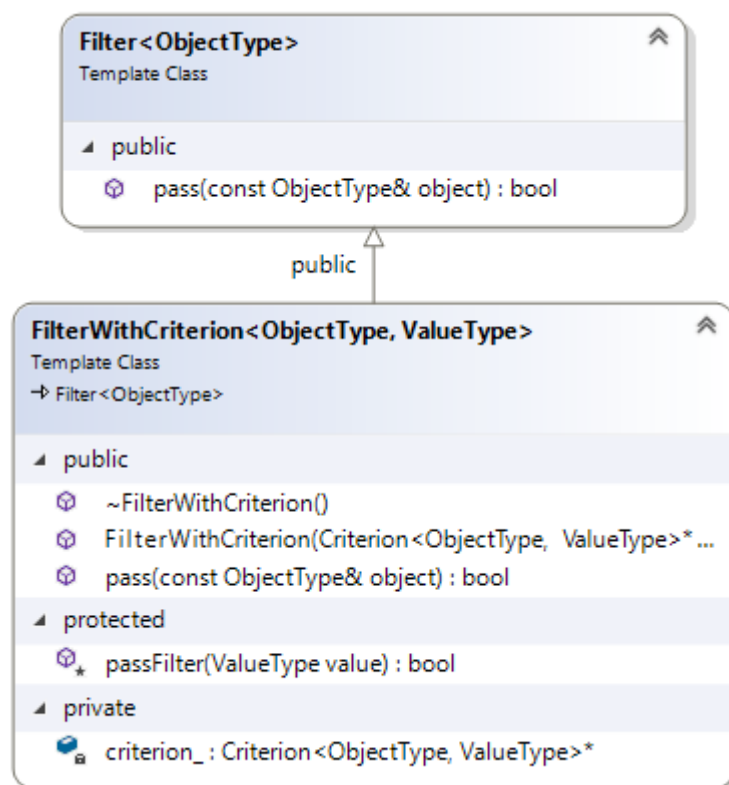 Filter<ObjectType>
Template Class
public
pass(const ObjectType& object) : bool
public
FilterWithCriterion<ObjectType, ValueType>
Template Class
Filter<ObjectType>
public
~FilterWithCriterion()
FilterWithCriterion(Criterion<ObjectType, ValueType>* ...
pass(const ObjectType& object) : bool
protected
passFilter(ValueType value) : bool
private
criterion_ : Criterion<ObjectType, ValueType>*